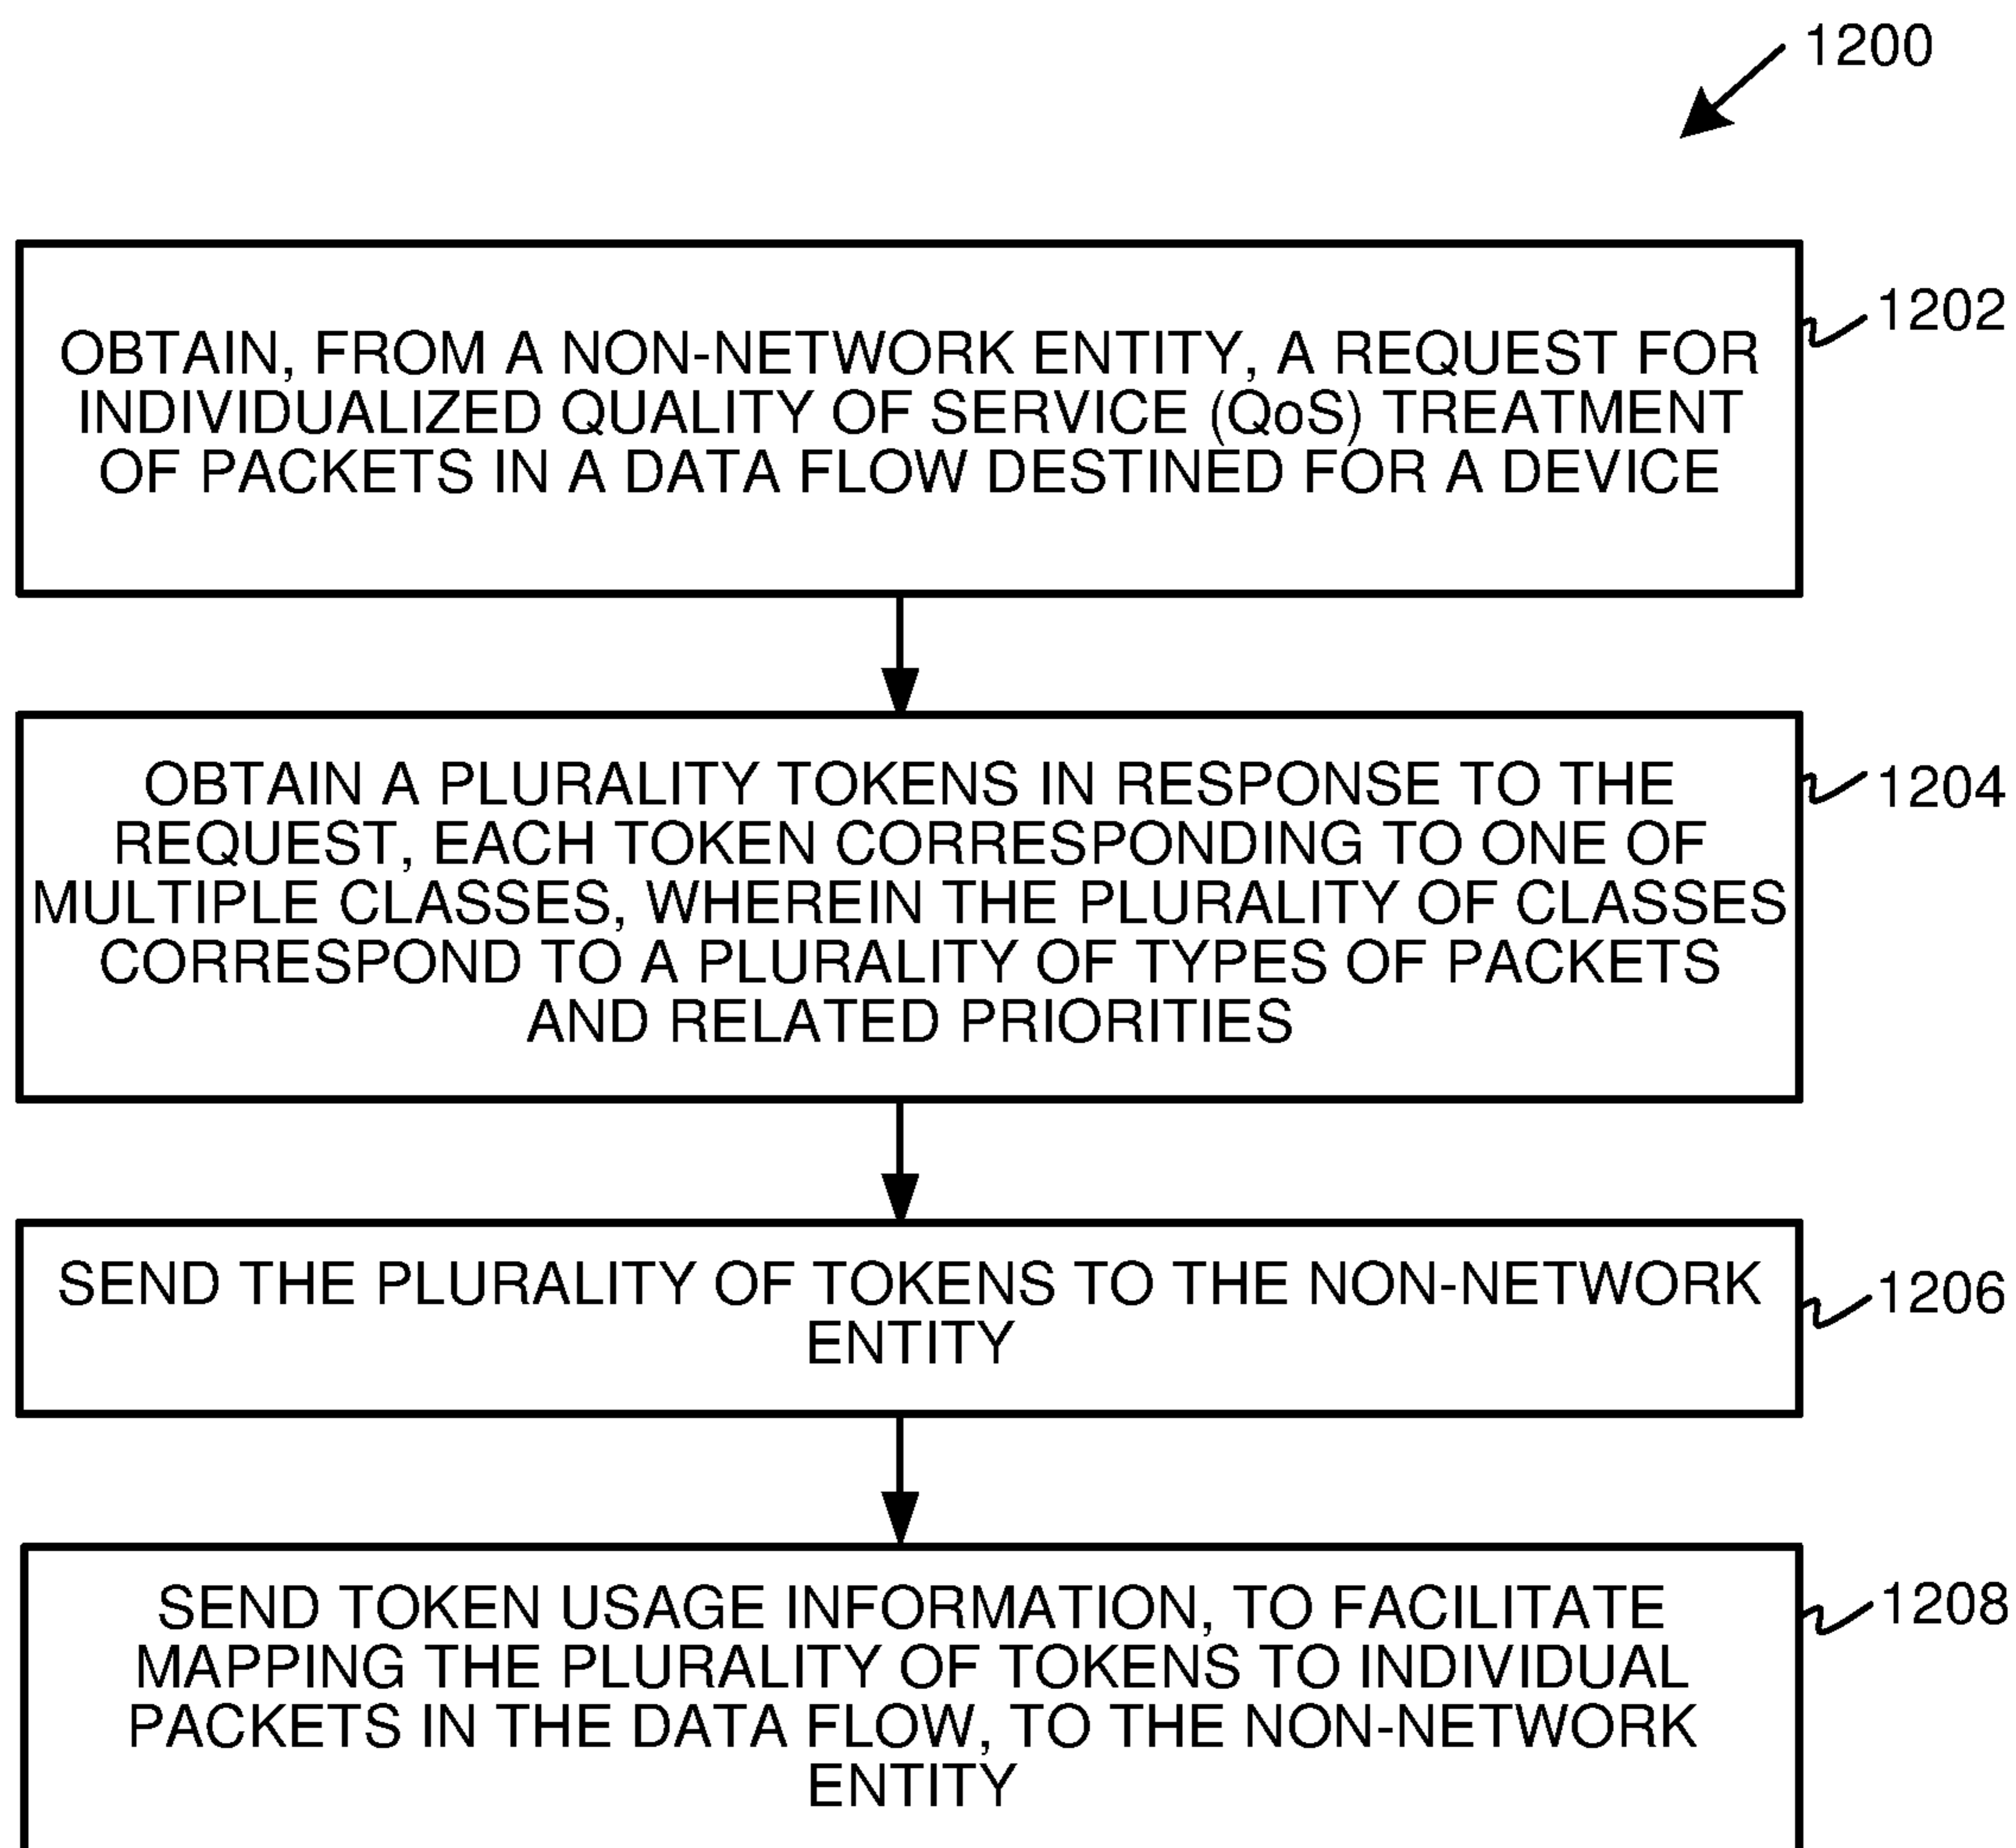 1200
OBTAIN, FROM A NON-NETWORK ENTITY, A REQUEST FOR
INDIVIDUALIZED QUALITY OF SERVICE (QoS) TREATMENT
OF PACKETS IN A DATA FLOW DESTINED FOR A DEVICE
1202
OBTAIN A PLURALITY TOKENS IN RESPONSE TO THE
REQUEST, EACH TOKEN CORRESPONDING TO ONE OF
MULTIPLE CLASSES, WHEREIN THE PLURALITY OF CLASSES
CORRESPOND TO A PLURALITY OF TYPES OF PACKETS
AND RELATED PRIORITIES
1204
SEND THE PLURALITY OF TOKENS TO THE NON-NETWORK
ENTITY
1206
SEND TOKEN USAGE INFORMATION, TO FACILITATE
MAPPING THE PLURALITY OF TOKENS TO INDIVIDUAL
PACKETS IN THE DATA FLOW, TO THE NON-NETWORK
ENTITY
1208